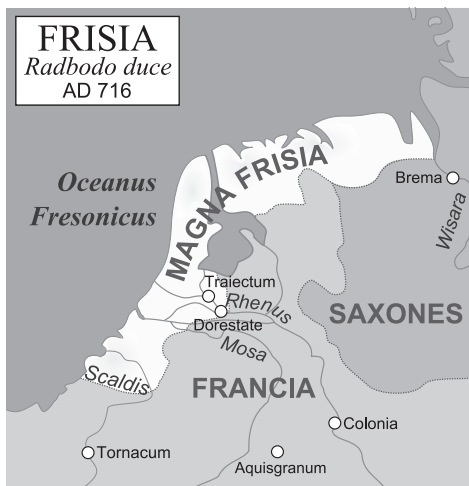 FRISIA
Radbodo duce
AD 716
Oceanus
Fresonicus
MAGNA FRISIA
Brema
Wisara
Traiectum
Rhenus
Dorestate
Mosa
SAXONES
Scaldis
FRANCIA
Colonia
Tornacum
Aquisgranum